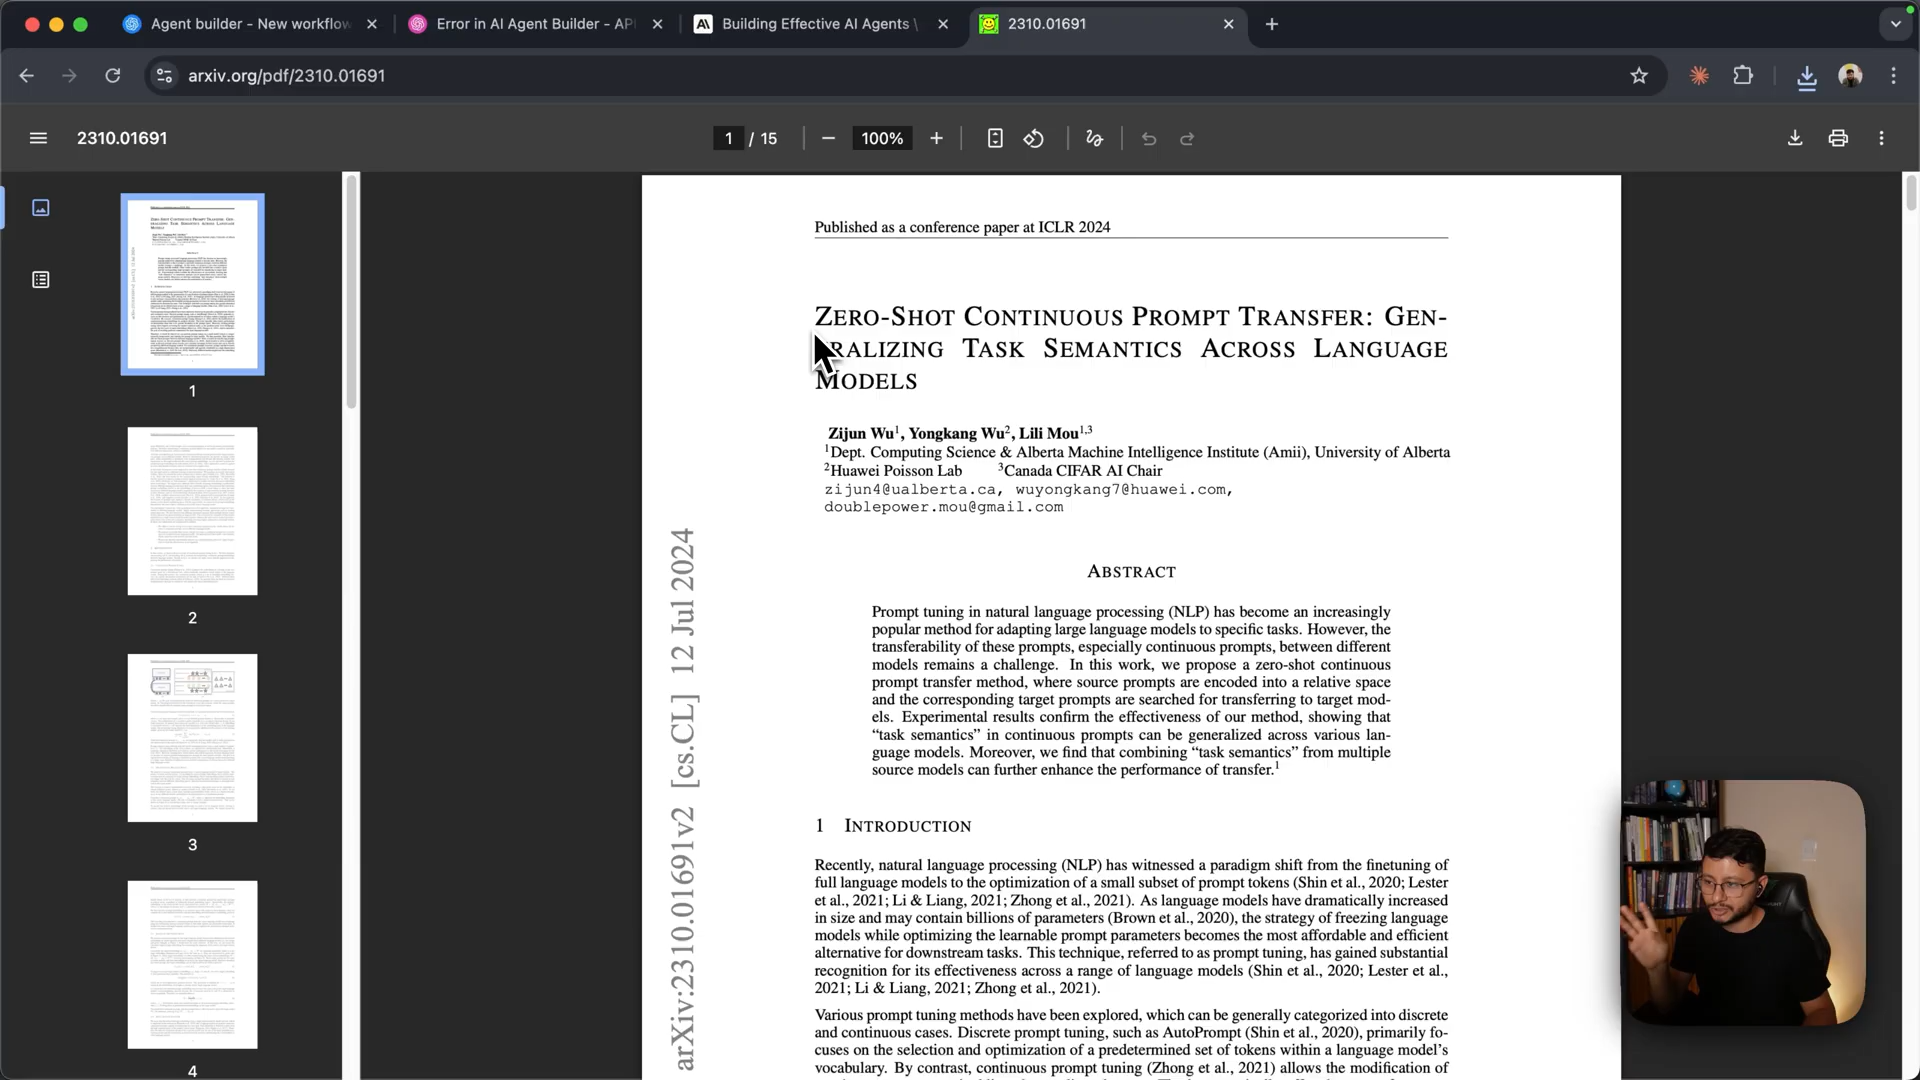 Agent builder - New workflow
Error in AI Agent Builder - API
Building Effective AI Agents \
2310.01691
arxiv.org/pdf/2310.01691
2310.01691
1 / 15
100%
1
2
3
4
Published as a conference paper at ICLR 2024
ZERO-SHOT CONTINUOUS PROMPT TRANSFER: GEN-
RALIZING TASK SEMANTICS ACROSS LANGUAGE
MODELS
Zijun Wu1, Yongkang Wu2, Lili Mou1,3
1Dept. Computing Science & Alberta Machine Intelligence Institute (Amii), University of Alberta
2Huawei Poisson Lab 3Canada CIFAR AI Chair
zijun4@ualberta.ca, wuyongkang7@huawei.com,
doublepower.mou@gmail.com
ABSTRACT
Prompt tuning in natural language processing (NLP) has become an increasingly
popular method for adapting large language models to specific tasks. However, the
transferability of these prompts, especially continuous prompts, between different
models remains a challenge. In this work, we propose a zero-shot continuous
prompt transfer method, where source prompts are encoded into a relative space
and the corresponding target prompts are searched for transferring to target mod-
els. Experimental results confirm the effectiveness of our method, showing that
“task semantics” in continuous prompts can be generalized across various lan-
guage models. Moreover, we find that combining “task semantics” from multiple
source models can further enhance the performance of transfer.1
1 INTRODUCTION
Recently, natural language processing (NLP) has witnessed a paradigm shift from the finetuning of
full language models to the optimization of a small subset of prompt tokens (Shin et al., 2020; Lester
et al., 2021; Li & Liang, 2021; Zhong et al., 2021). As language models have dramatically increased
in size and may contain billions of parameters (Brown et al., 2020), the strategy of freezing language
models while optimizing the learnable prompt parameters becomes the most affordable and efficient
alternative for downstream tasks. This technique, referred to as prompt tuning, has gained substantial
recognition for its effectiveness across a range of language models (Shin et al., 2020; Lester et al.,
2021; Li & Liang, 2021; Zhong et al., 2021).
Various prompt tuning methods have been explored, which can be generally categorized into discrete
and continuous cases. Discrete prompt tuning, such as AutoPrompt (Shin et al., 2020), primarily fo-
cuses on the selection and optimization of a predetermined set of tokens within a language model’s
vocabulary. By contrast, continuous prompt tuning (Zhong et al., 2021) allows the modification of
arXiv:2310.01691v2 [cs.CL] 12 Jul 2024